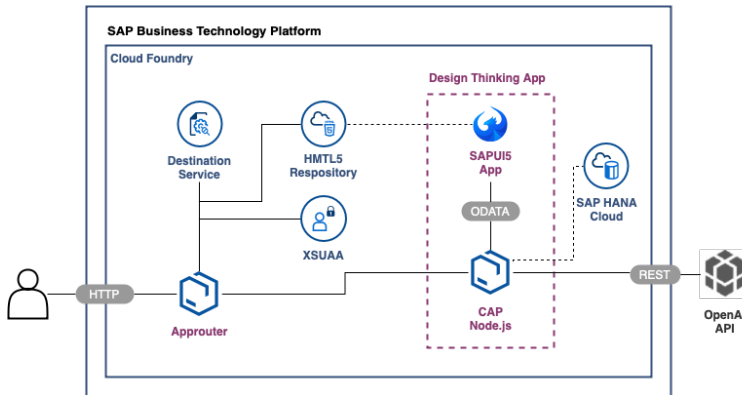 SAP Business Technology Platform
Cloud Foundry
Design Thinking App
Destination
Service
HMTL5
Respository
SAPUI5
App
SAP HANA
Cloud
ODATA
XSUAA
HTTP
REST
Approuter
CAP
Node.js
OpenA
API